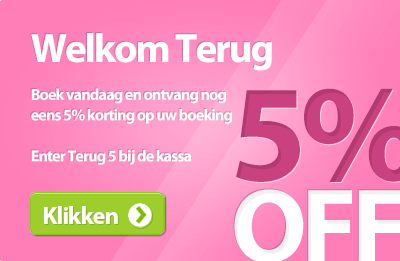 Welkom Terug
Boek vandaag en ontvang nog
eens 5% korting op uw boeking
Enter Terug 5 bij de kassa
5%
OFF
Klikken